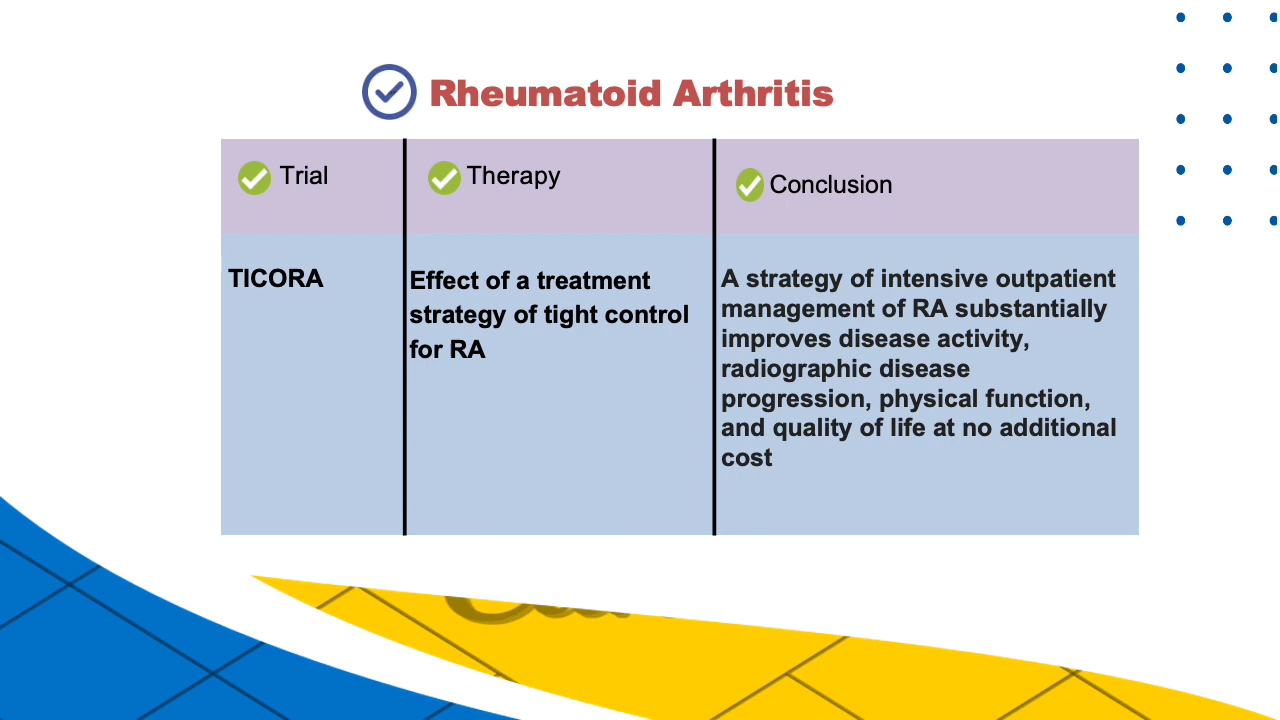 Rheumatoid Arthritis
Trial
Therapy
Conclusion
TICORA
Effect of a treatment
strategy of tight control
for RA
A strategy of intensive outpatient
management of RA substantially
improves disease activity,
radiographic disease
progression, physical function,
and quality of life at no additional
cost